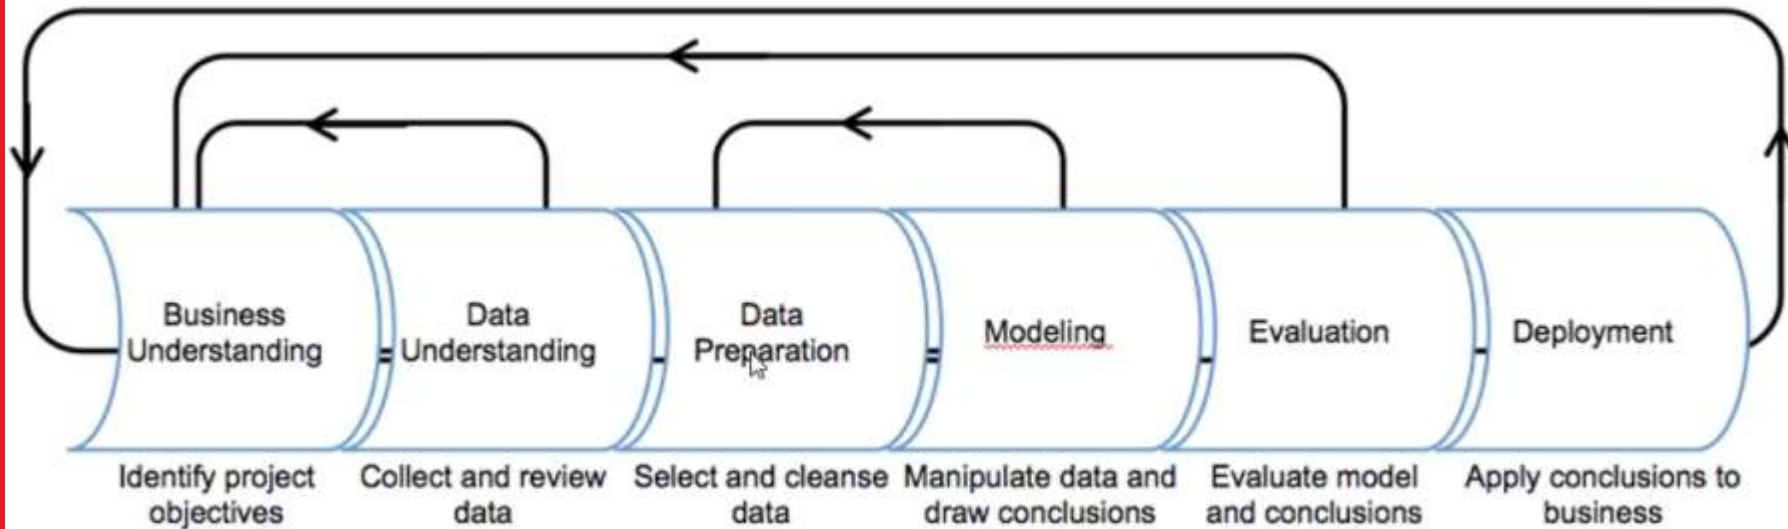 Business
Understanding
Data
Understanding
Data
Preparation
Modeling
Evaluation
Deployment
Identify project
objectives
Collect and review
data
Select and cleanse
data
Manipulate data and
draw conclusions
Evaluate model
and conclusions
Apply conclusions to
business